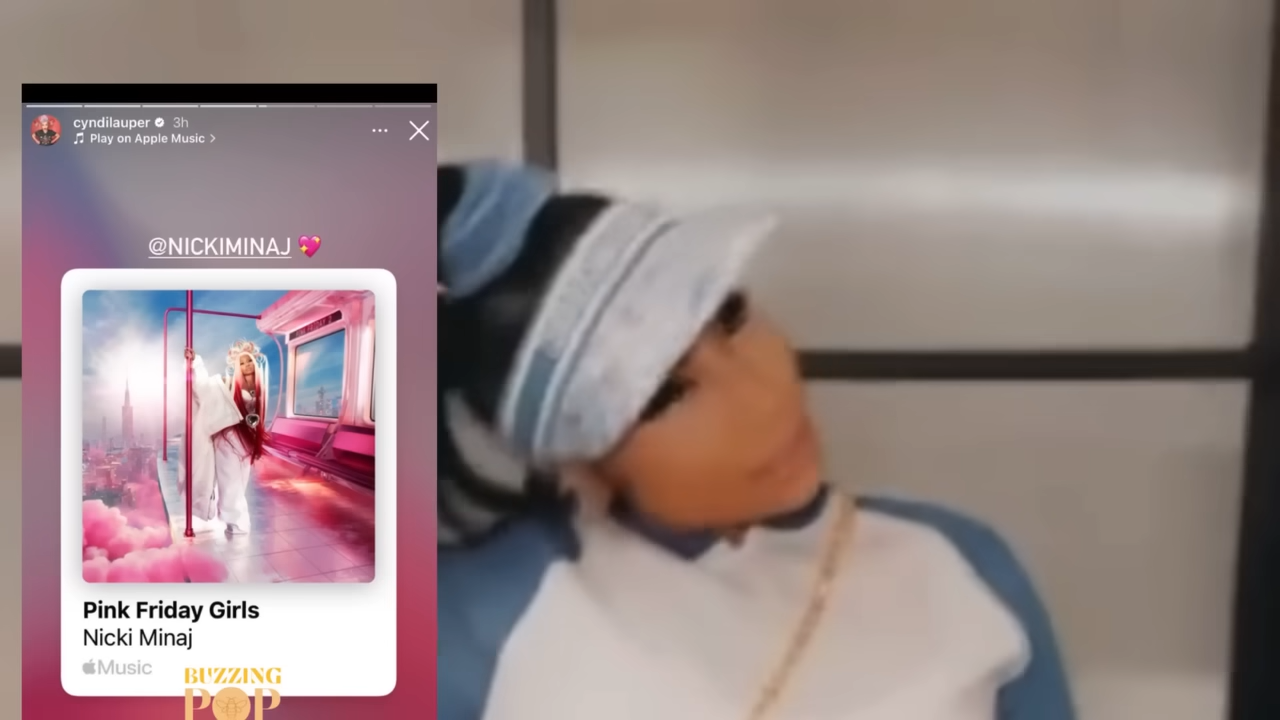 cyndilauper 3h
Play on Apple Music >
@NICKIMINAJ 💖
Pink Friday Girls
Nicki Minaj
Music
BUZZING
POP